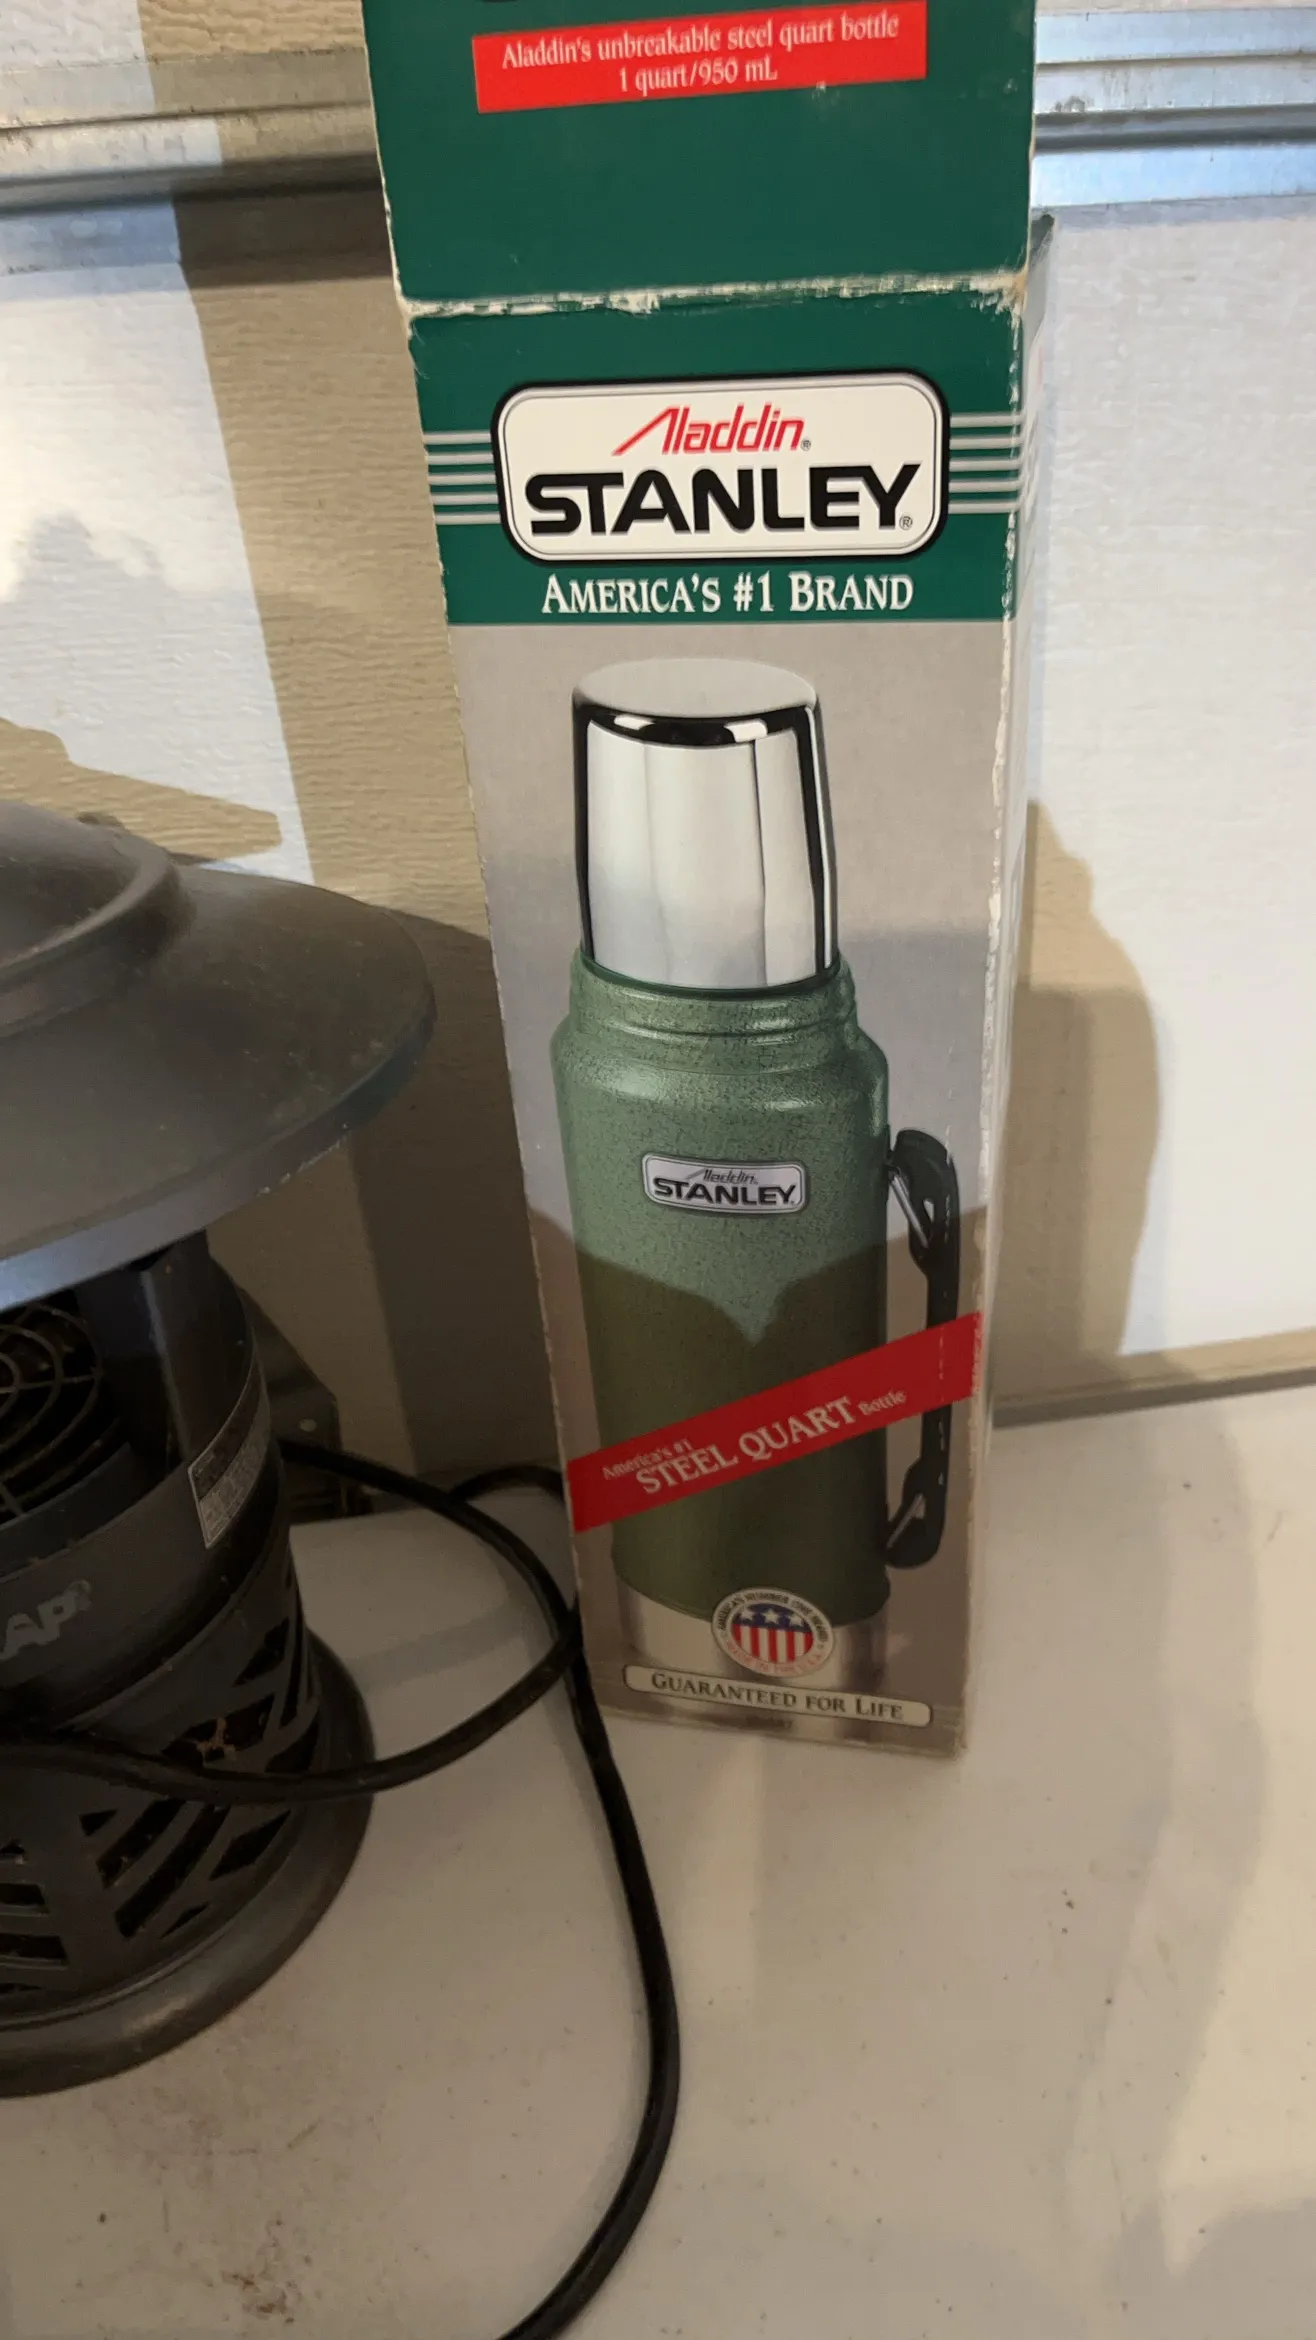 Aladdin's unbreakable steel quart bottle
1 quart/950 mL
Aladdin®
STANLEY®
AMERICA'S #1 BRAND
Aladdin
STANLEY
America's #1
STEEL QUART Bottle
GUARANTEED FOR LIFE
AP